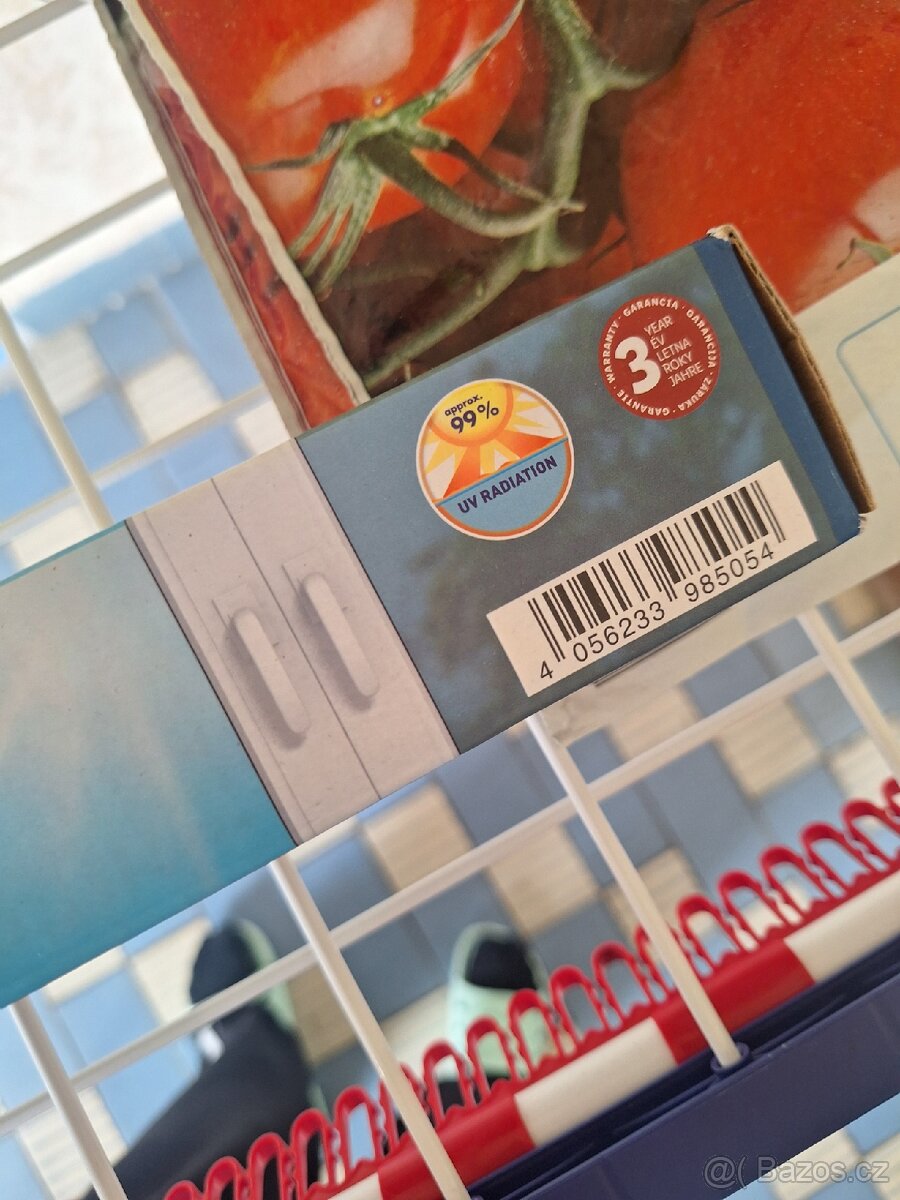 WARRANTY · GARANCIA · GARANCIJA · ZÁRUKA · GARANTIE ·
3 YEAR
ÉV
LETNA
ROKY
JAHRE
approx.
99%
UV RADIATION
4 056233 985054
@( Bazos.cz